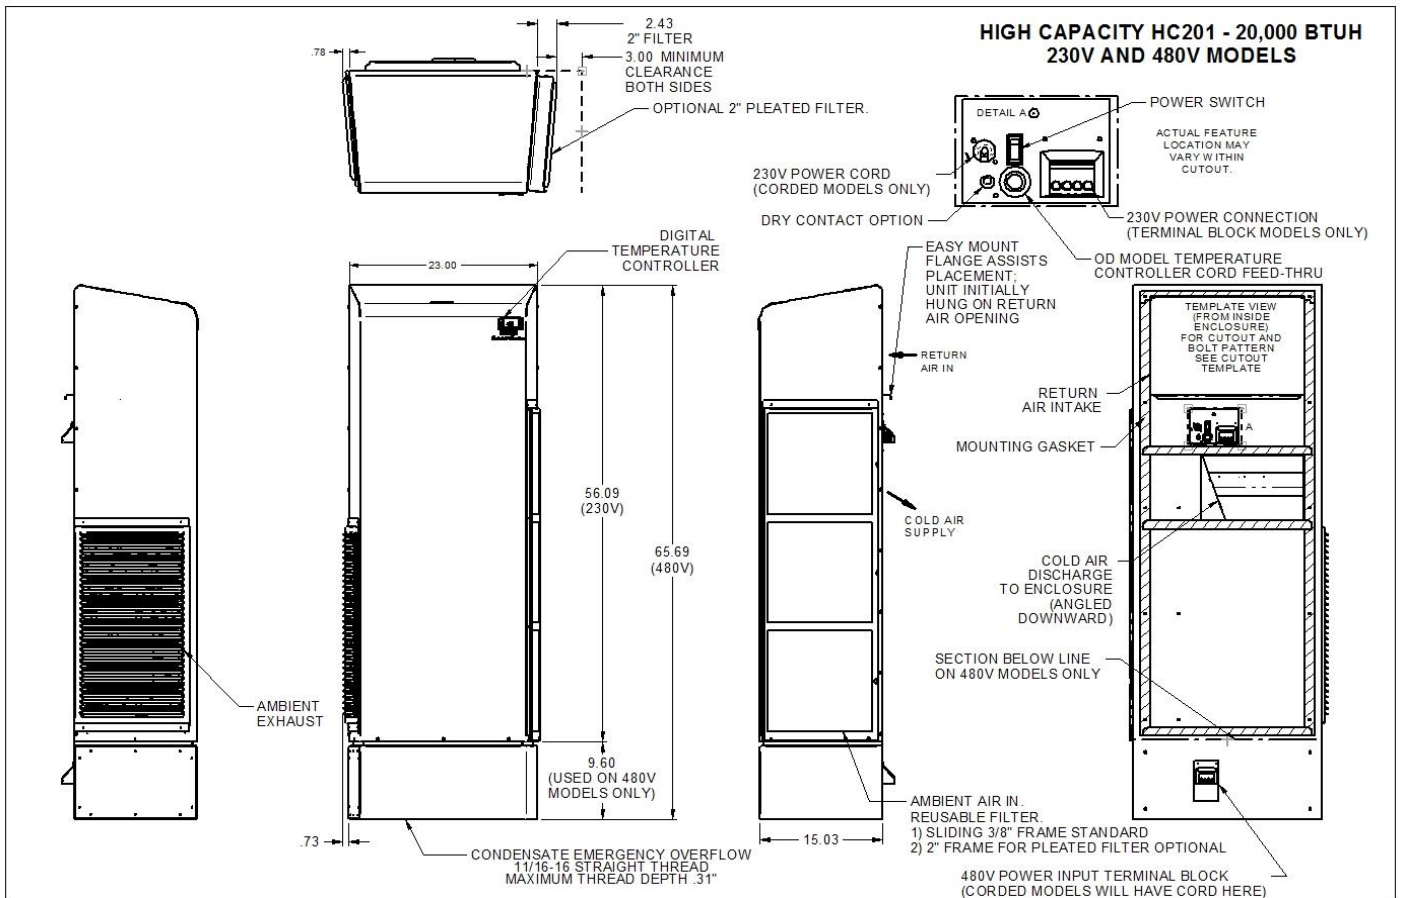 HIGH CAPACITY HC201 - 20,000 BTUH
230V AND 480V MODELS
.78
2.43
2" FILTER
3.00 MINIMUM
CLEARANCE
BOTH SIDES
OPTIONAL 2" PLEATED FILTER.
DETAIL A
POWER SWITCH
ACTUAL FEATURE
LOCATION MAY
VARY WITHIN
CUTOUT.
230V POWER CORD
(CORDED MODELS ONLY)
DRY CONTACT OPTION
230V POWER CONNECTION
(TERMINAL BLOCK MODELS ONLY)
OD MODEL TEMPERATURE
CONTROLLER CORD FEED-THRU
DIGITAL
TEMPERATURE
CONTROLLER
23.00
EASY MOUNT
FLANGE ASSISTS
PLACEMENT;
UNIT INITIALLY
HUNG ON RETURN
AIR OPENING
RETURN
AIR IN
TEMPLATE VIEW
(FROM INSIDE
ENCLOSURE)
FOR CUTOUT AND
BOLT PATTERN
SEE CUTOUT
TEMPLATE
RETURN
AIR INTAKE
A
MOUNTING GASKET
56.09
(230V)
65.69
(480V)
COLD AIR
SUPPLY
COLD AIR
DISCHARGE
TO ENCLOSURE
(ANGLED
DOWNWARD)
SECTION BELOW LINE
ON 480V MODELS ONLY
AMBIENT
EXHAUST
9.60
(USED ON 480V
MODELS ONLY)
.73
15.03
AMBIENT AIR IN.
REUSABLE FILTER.
1) SLIDING 3/8" FRAME STANDARD
2) 2" FRAME FOR PLEATED FILTER OPTIONAL
CONDENSATE EMERGENCY OVERFLOW
11/16-16 STRAIGHT THREAD
MAXIMUM THREAD DEPTH .31"
480V POWER INPUT TERMINAL BLOCK
(CORDED MODELS WILL HAVE CORD HERE)